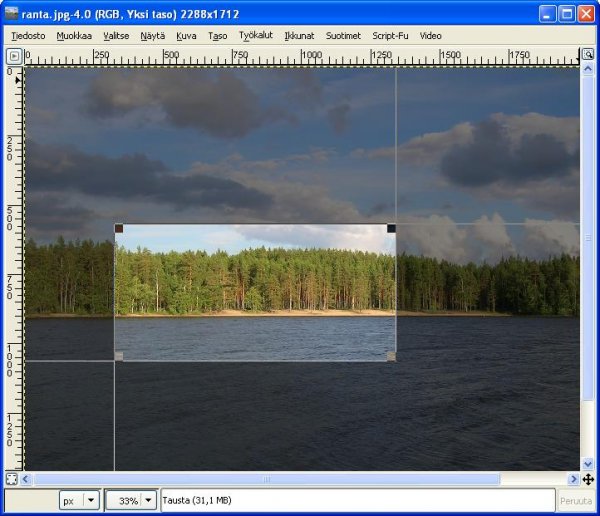 ranta.jpg-4.0 (RGB, Yksi taso) 2288x1712
Tiedosto Muokkaa Valitse Näytä Kuva Taso Työkalut Ikkunat Suotimet Script-Fu Video
0 250 500 750 1000 1250 1500 1750
0
250
500
750
1000
1250
px 33% Tausta (31,1 MB) Peruuta